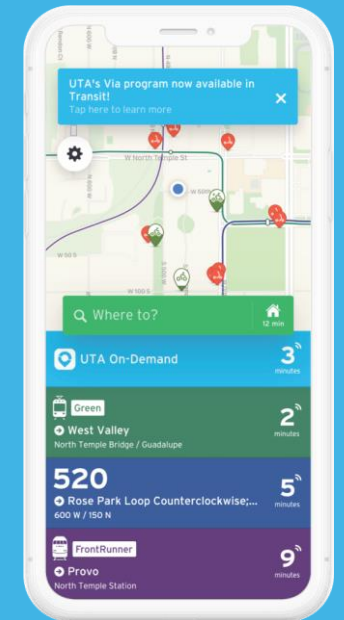 UTA's Via program now available in
Transit!
Tap here to learn more
W North Temple St
W 100 S
Where to?
12 min
UTA On-Demand
3
minutes
Green
West Valley
North Temple Bridge / Guadalupe
2
minutes
520
Rose Park Loop Counterclockwise;...
600 W / 150 N
5
minutes
FrontRunner
Provo
North Temple Station
9
minutes